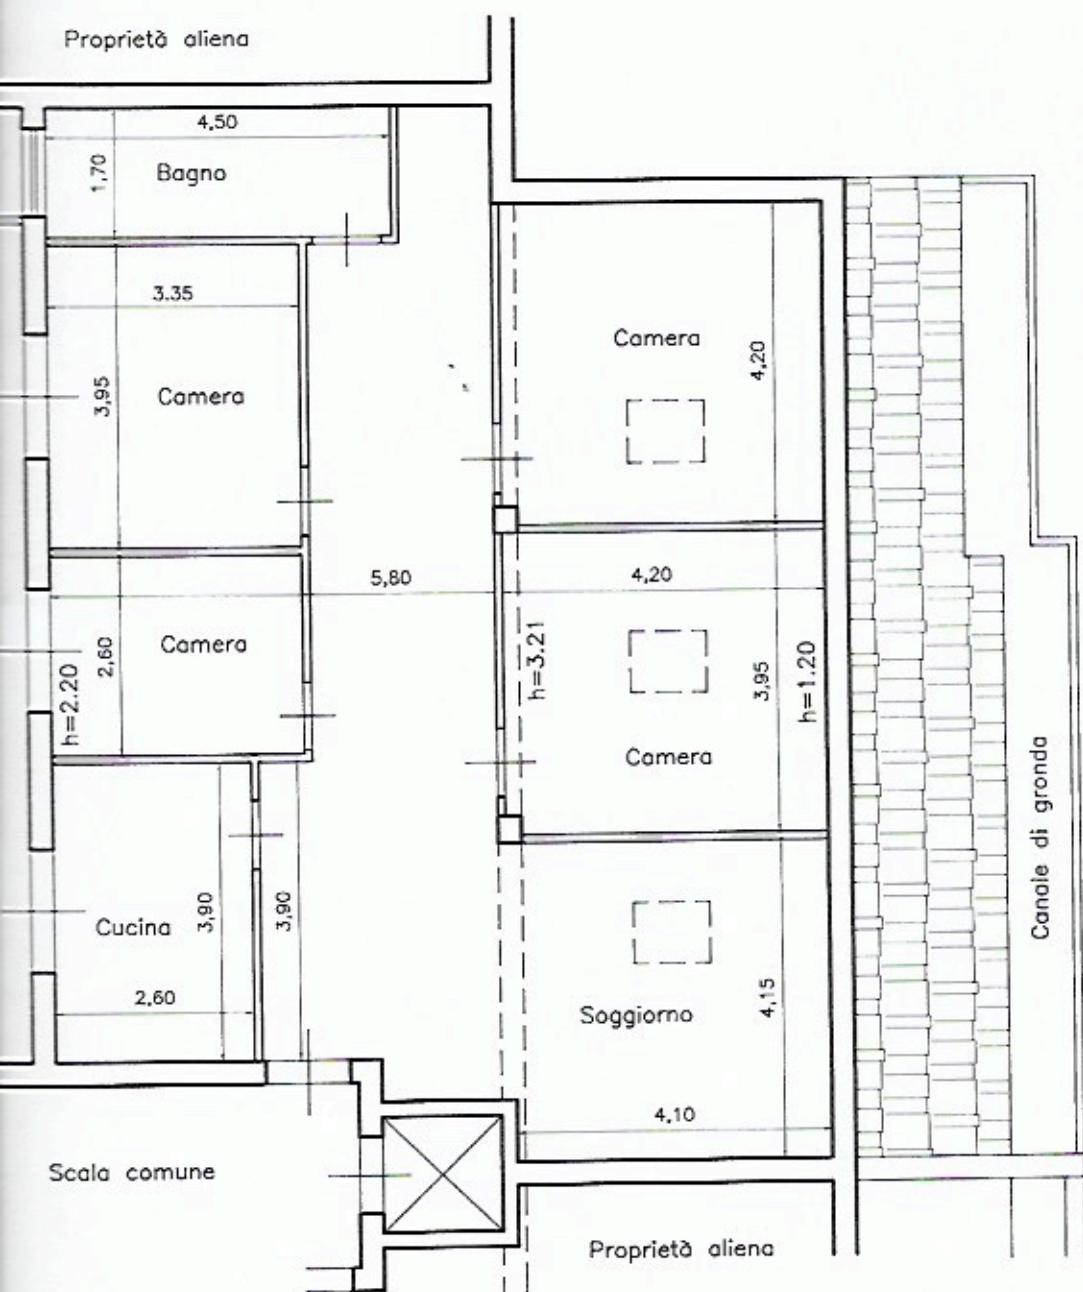 Proprietà aliena
4,50
1,70
Bagno
3.35
3,95
Camera
Camera
4,20
5,80
4,20
h=2.20
2,60
Camera
h=3.21
3,95
h=1.20
Camera
Cucina
3,90
3,90
2,60
Soggiorno
4,15
4,10
Canale di gronda
Scala comune
Proprietà aliena